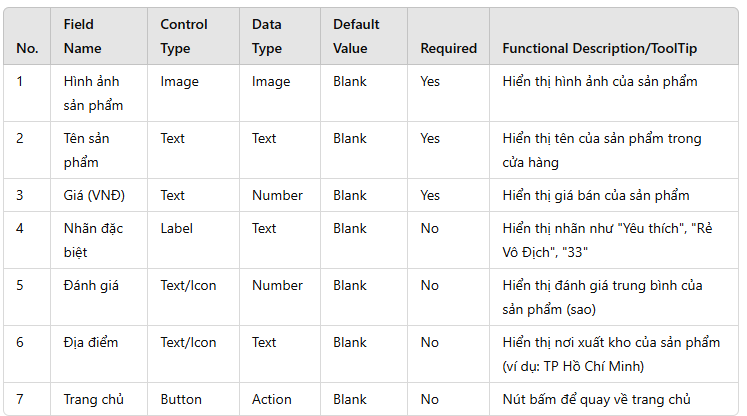 No. Field Name Control Type Data Type Default Value Required Functional Description/ToolTip
1 Hình ảnh sản phẩm Image Image Blank Yes Hiển thị hình ảnh của sản phẩm
2 Tên sản phẩm Text Text Blank Yes Hiển thị tên của sản phẩm trong cửa hàng
3 Giá (VNĐ) Text Number Blank Yes Hiển thị giá bán của sản phẩm
4 Nhãn đặc biệt Label Text Blank No Hiển thị nhãn như "Yêu thích", "Rẻ Vô Địch", "33"
5 Đánh giá Text/Icon Number Blank No Hiển thị đánh giá trung bình của sản phẩm (sao)
6 Địa điểm Text/Icon Text Blank No Hiển thị nơi xuất kho của sản phẩm (ví dụ: TP Hồ Chí Minh)
7 Trang chủ Button Action Blank No Nút bấm để quay về trang chủ